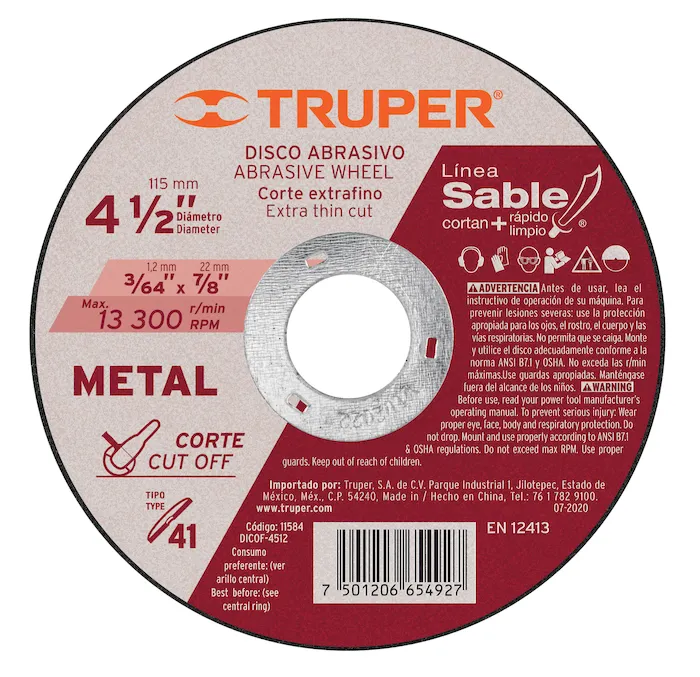 TRUPER®
DISCO ABRASIVO
ABRASIVE WHEEL
Corte extrafino
Extra thin cut
115 mm
4 ½"
Diámetro
Diameter
1,2 mm 22 mm
3/64" x 7/8"
Max. 13 300 r/min
RPM
METAL
CORTE
CUT OFF
TIPO
TYPE
41
Línea
Sable
cortan + rápido
limpio
®
ADVERTENCIA Antes de usar, lea el
instructivo de operación de su máquina. Para
prevenir lesiones severas: use la protección
apropiada para los ojos, el rostro, el cuerpo y las
vías respiratorias. No permita que se caiga. Monte
y utilice el disco adecuadamente conforme a la
norma ANSI B7.1 y OSHA. No exceda las r/min
máximas.Use guardas apropiadas. Manténgase
fuera del alcance de los niños. WARNING
Before use, read your power tool manufacturer's
operating manual. To prevent serious injury: Wear
proper eye, face, body and respiratory protection. Do
not drop. Mount and use properly according to ANSI B7.1
& OSHA regulations. Do not exceed max RPM. Use proper
guards. Keep out of reach of children.
Importado por: Truper, S.A. de C.V. Parque Industrial 1, Jilotepec, Estado de
México, Méx., C.P. 54240, Made in / Hecho en China, Tel.: 76 1 782 9100.
www.truper.com 07-2020
Código: 11584
DICOF-4512
Consumo
preferente: (ver
arillo central)
Best before: (see
central ring)
EN 12413
7 501206 654927